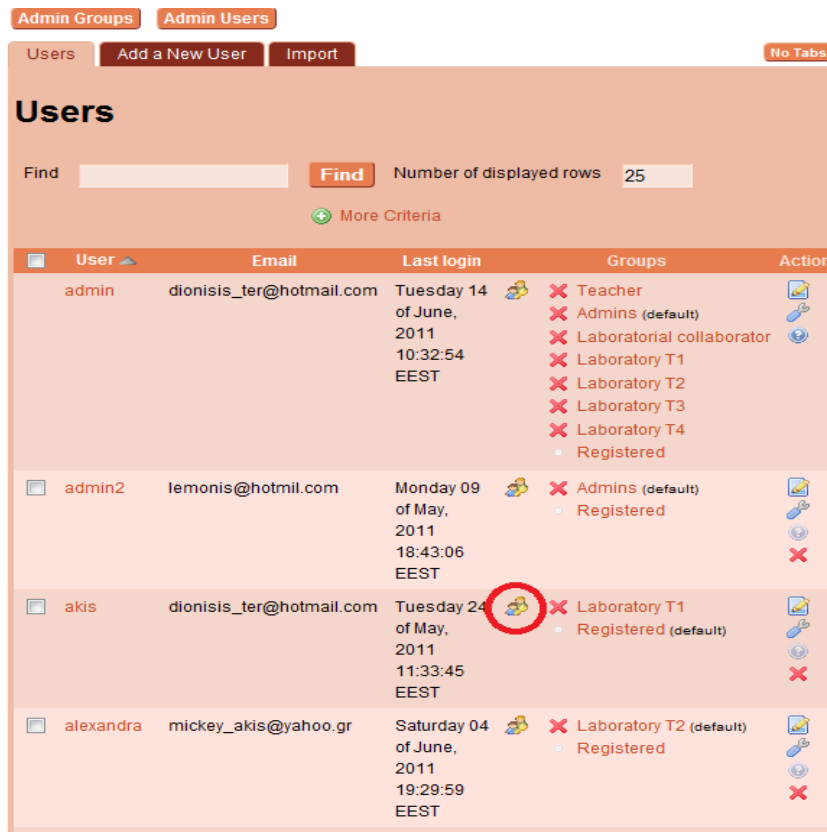 Admin Groups Admin Users
Users Add a New User Import No Tabs
Users
Find Find Number of displayed rows 25
More Criteria
User Email Last login Groups Action
admin dionisis_ter@hotmail.com Tuesday 14 Teacher
of June, Admins (default)
2011 Laboratorial collaborator
10:32:54 Laboratory T1
EEST Laboratory T2
Laboratory T3
Laboratory T4
Registered
admin2 lemonis@hotmil.com Monday 09 Admins (default)
of May, Registered
2011
18:43:06
EEST
akis dionisis_ter@hotmail.com Tuesday 24 Laboratory T1
of May, Registered (default)
2011
11:33:45
EEST
alexandra mickey_akis@yahoo.gr Saturday 04 Laboratory T2 (default)
of June, Registered
2011
19:29:59
EEST